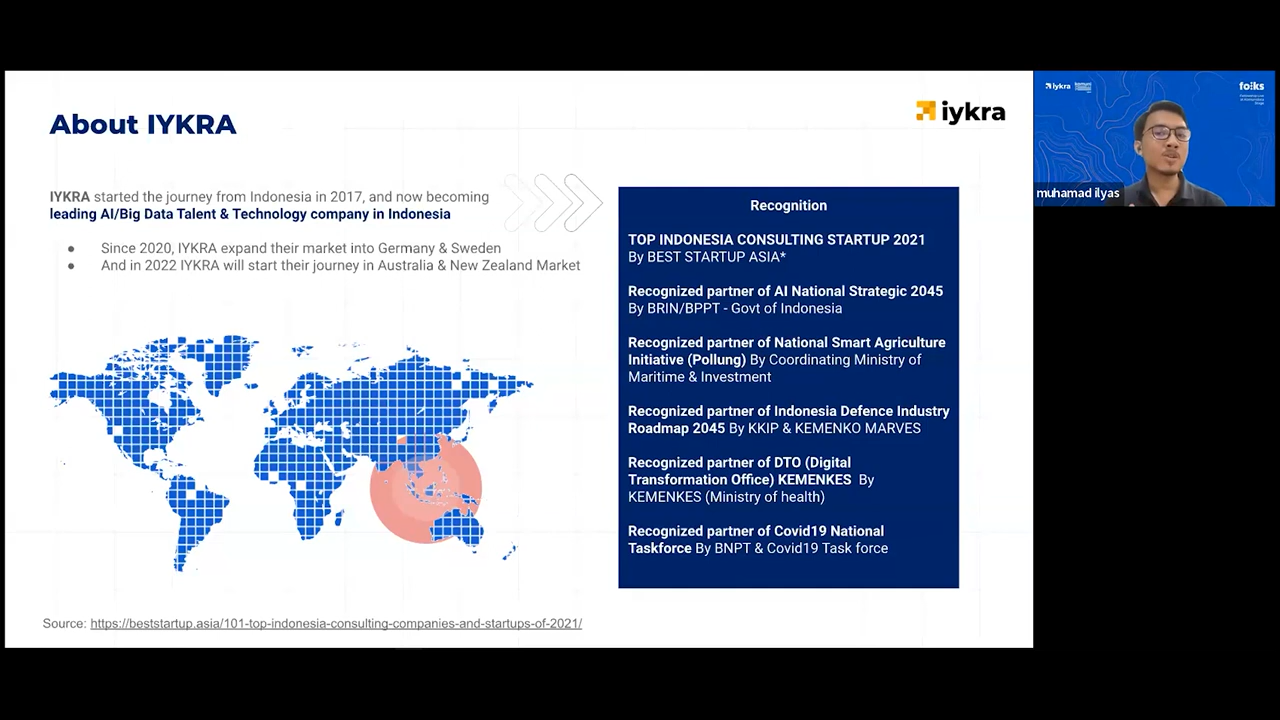 About IYKRA
iykra
IYKRA started the journey from Indonesia in 2017, and now becoming
leading AI/Big Data Talent & Technology company in Indonesia
● Since 2020, IYKRA expand their market into Germany & Sweden
● And in 2022 IYKRA will start their journey in Australia & New Zealand Market
Recognition
TOP INDONESIA CONSULTING STARTUP 2021
By BEST STARTUP ASIA*
Recognized partner of AI National Strategic 2045
By BRIN/BPPT - Govt of Indonesia
Recognized partner of National Smart Agriculture
Initiative (Pollung) By Coordinating Ministry of
Maritime & Investment
Recognized partner of Indonesia Defence Industry
Roadmap 2045 By KKIP & KEMENKO MARVES
Recognized partner of DTO (Digital
Transformation Office) KEMENKES By
KEMENKES (Ministry of health)
Recognized partner of Covid19 National
Taskforce By BNPT & Covid19 Task force
Source: https://beststartup.asia/101-top-indonesia-consulting-companies-and-startups-of-2021/
iykra
fo:ks
muhamad ilyas